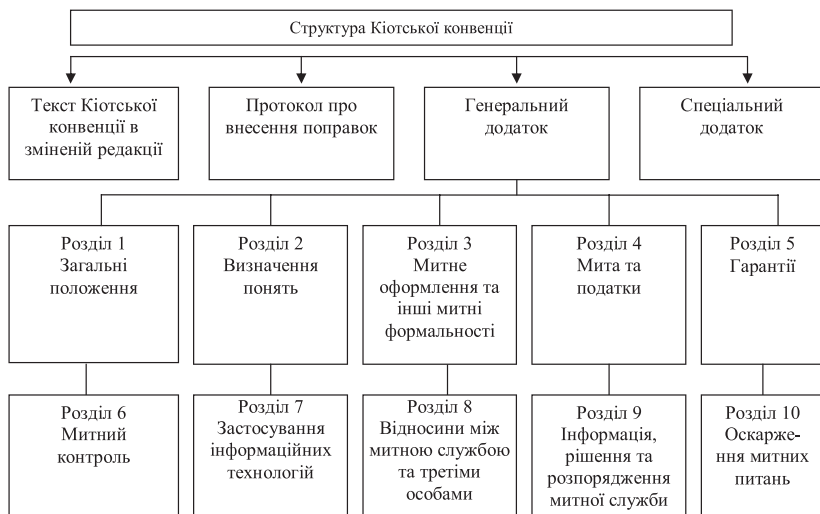 Структура Кіотської конвенції
Текст Кіотської
конвенції в
зміненій редакції
Протокол про
внесення поправок
Генеральний
додаток
Спеціальний
додаток
Розділ 1
Загальні
положення
Розділ 2
Визначення
понять
Розділ 3
Митне
оформлення та
інші митні
формальності
Розділ 4
Мита та
податки
Розділ 5
Гарантії
Розділ 6
Митний
контроль
Розділ 7
Застосування
інформаційних
технологій
Розділ 8
Відносини між
митною службою
та третіми
особами
Розділ 9
Інформація,
рішення та
розпорядження
митної служби
Розділ 10
Оскарже-
ння митних
питань